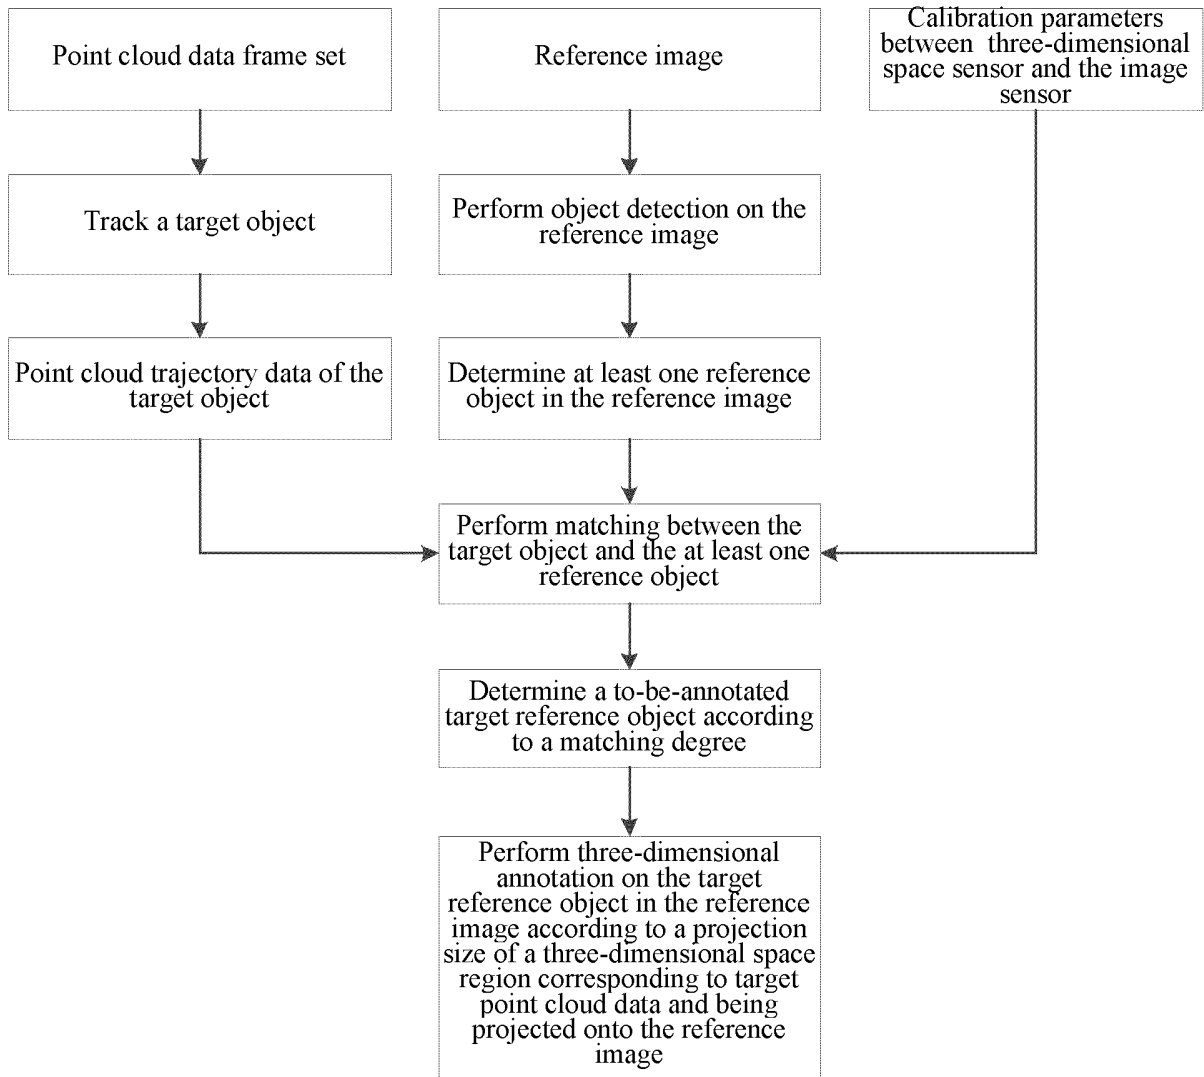 Point cloud data frame set
Reference image
Calibration parameters
between three-dimensional
space sensor and the image
sensor
Track a target object
Perform object detection on the
reference image
Point cloud trajectory data of the
target object
Determine at least one reference
object in the reference image
Perform matching between the
target object and the at least one
reference object
Determine a to-be-annotated
target reference object according
to a matching degree
Perform three-dimensional
annotation on the target
reference object in the reference
image according to a projection
size of a three-dimensional space
region corresponding to target
point cloud data and being
projected onto the reference
image